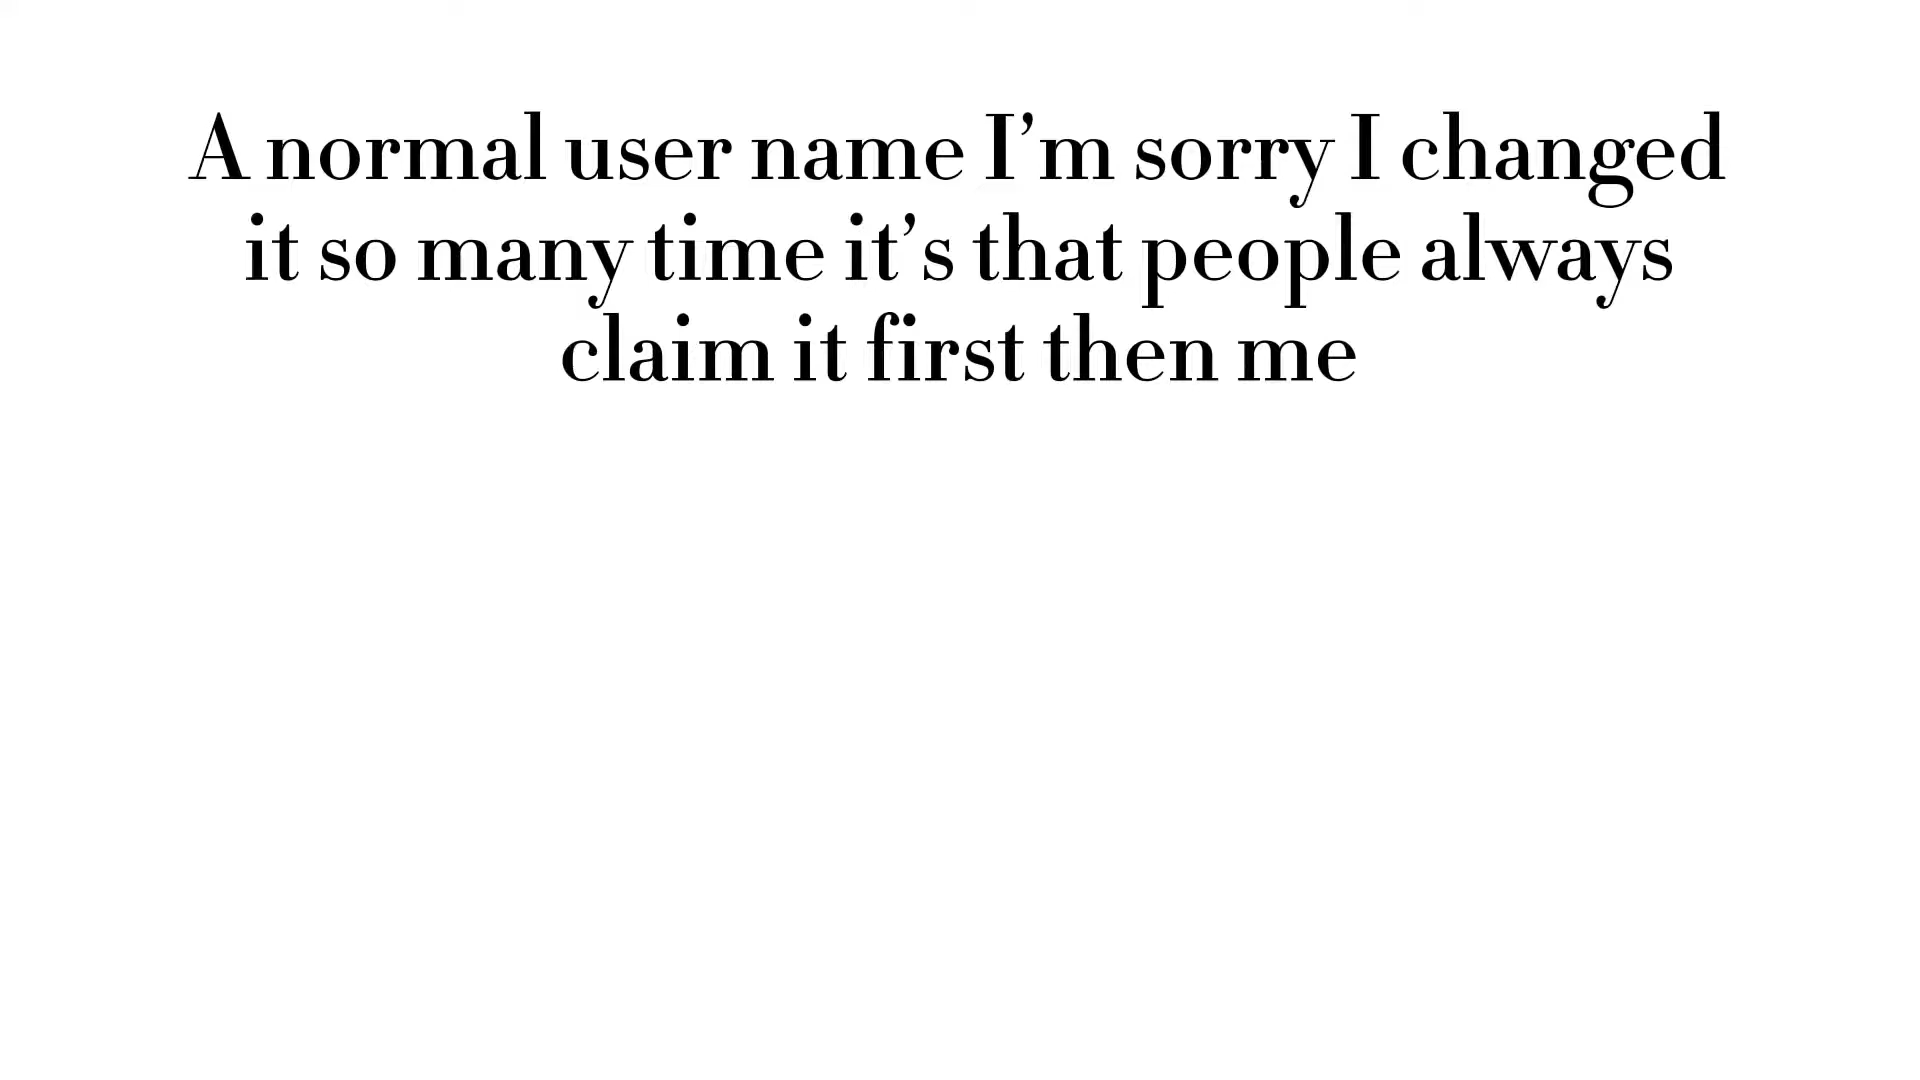 A normal user name I’m sorry I changed
it so many time it’s that people always
claim it first then me